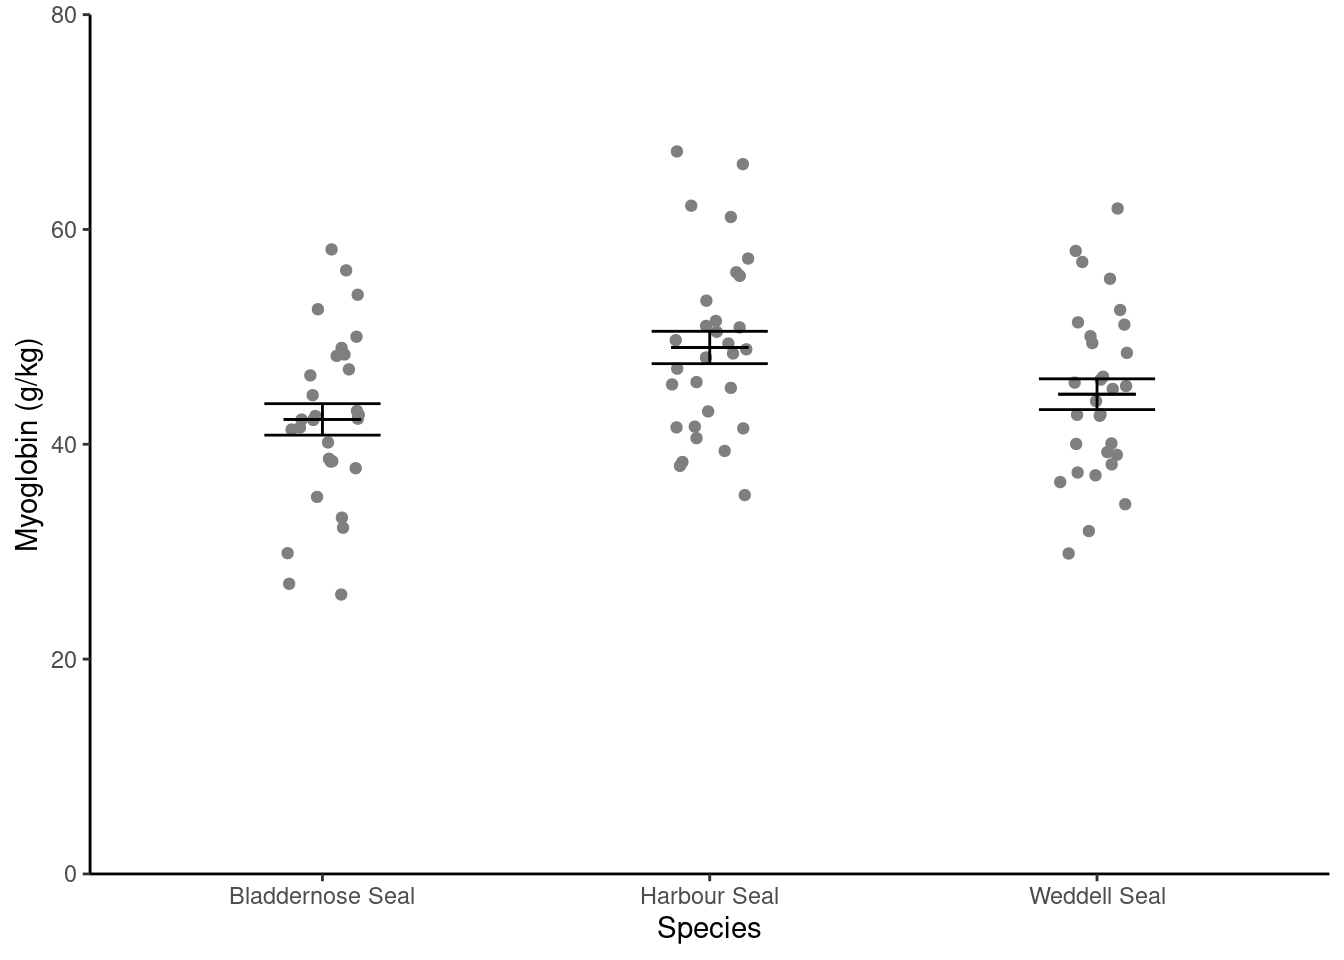 80
60
40
20
0
Myoglobin (g/kg)
Bladdernose Seal
Harbour Seal
Weddell Seal
Species